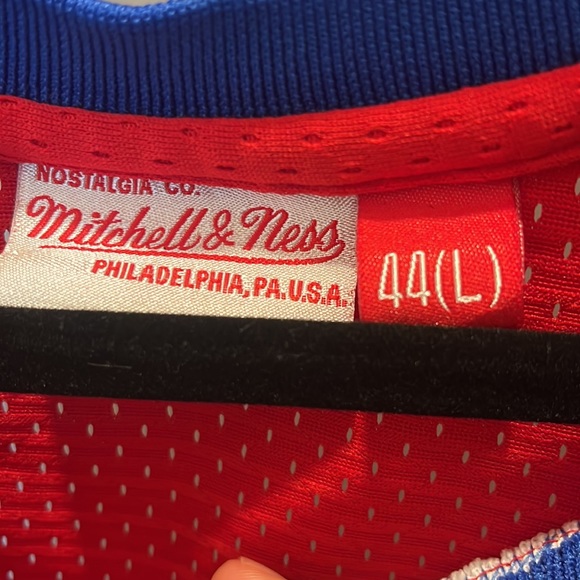 NOSTALGIA CO.
Mitchell & Ness
PHILADELPHIA, PA. U.S.A.
44(L)